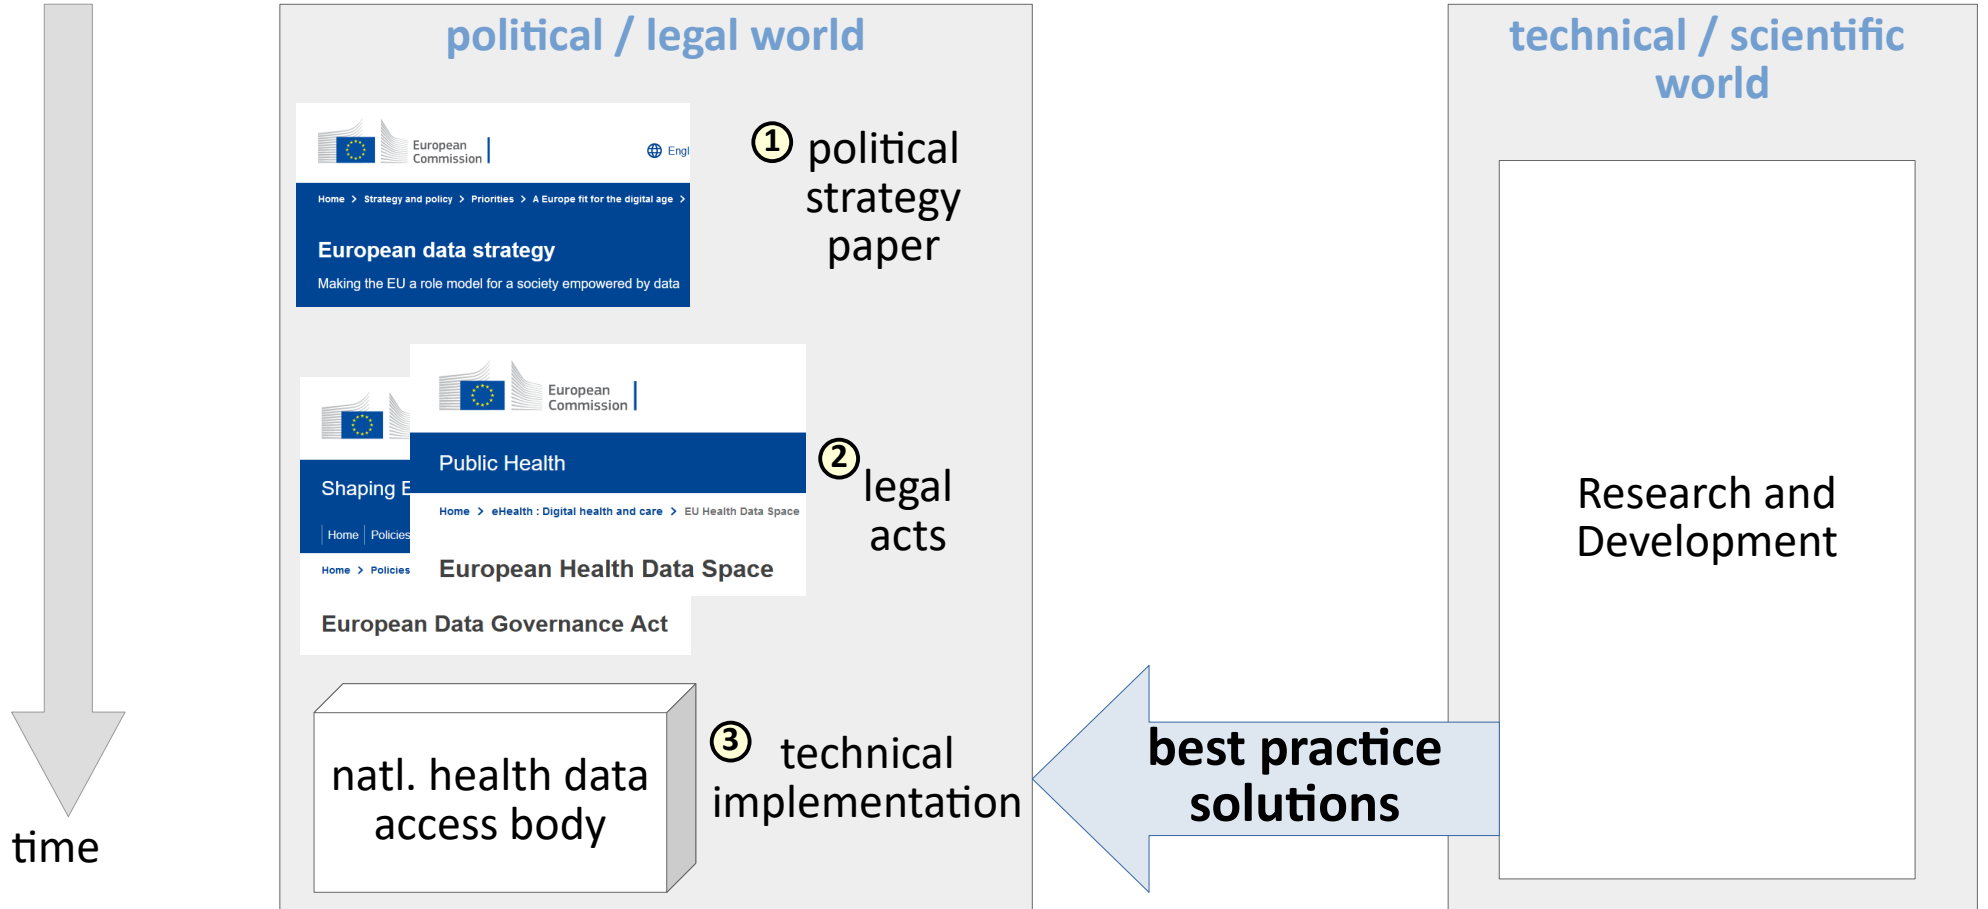 political / legal world
technical / scientific
world
European
Commission
Engl
Home > Strategy and policy > Priorities > A Europe fit for the digital age >
European data strategy
Making the EU a role model for a society empowered by data
1
political
strategy
paper
European
Commission
Public Health
Home > eHealth : Digital health and care > EU Health Data Space
European Health Data Space
Shaping E
Home Policies
Home > Policies
European Data Governance Act
2
legal
acts
Research and
Development
natl. health data
access body
3
technical
implementation
best practice
solutions
time